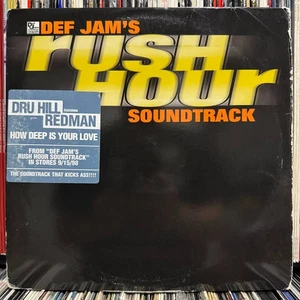 DEF JAM'S
RUSH
HOUR
SOUNDTRACK
DRU HILL FEATURING
REDMAN
HOW DEEP IS YOUR LOVE
FROM "DEF JAM'S
RUSH HOUR SOUNDTRACK"
IN STORES 9/15/98
THE SOUNDTRACK THAT KICKS ASS!!!!